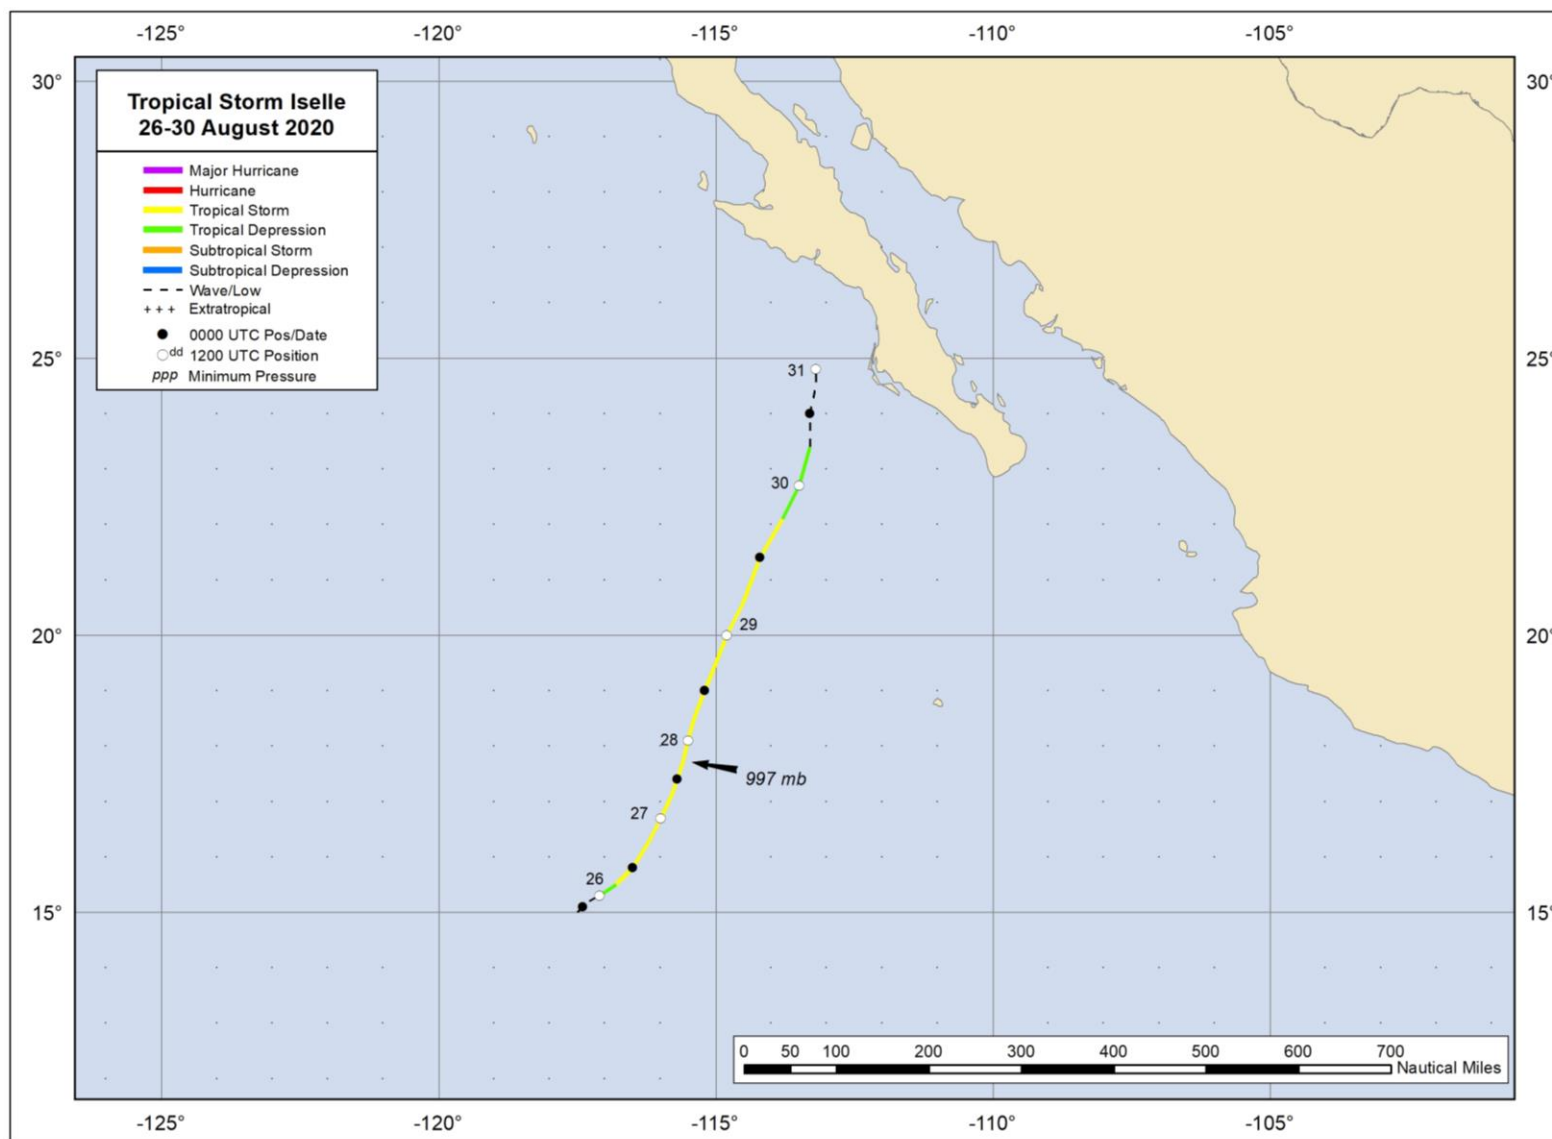 -125° -120° -115° -110° -105°
30° 30°
Tropical Storm Iselle
26-30 August 2020
Major Hurricane
Hurricane
Tropical Storm
Tropical Depression
Subtropical Storm
Subtropical Depression
Wave/Low
+++ Extratropical
0000 UTC Pos/Date
dd 1200 UTC Position
ppp Minimum Pressure
25° 25°
31
30
20° 20°
29
28
997 mb
27
26
15° 15°
0 50 100 200 300 400 500 600 700
Nautical Miles
-125° -120° -115° -110° -105°